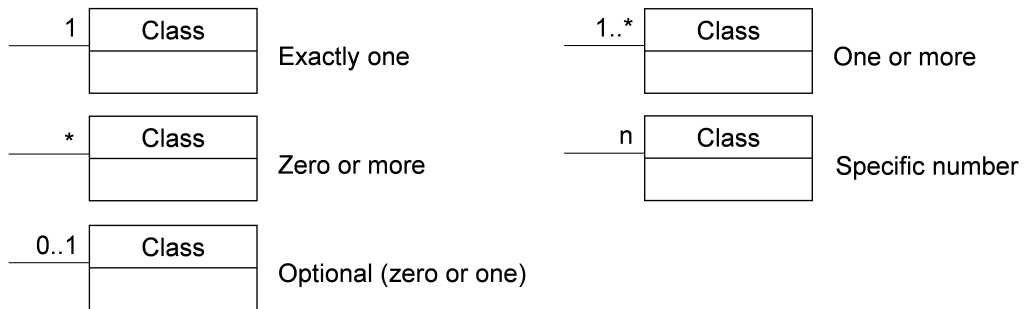 1 Class
Exactly one
1..* Class
One or more
* Class
Zero or more
n Class
Specific number
0..1 Class
Optional (zero or one)